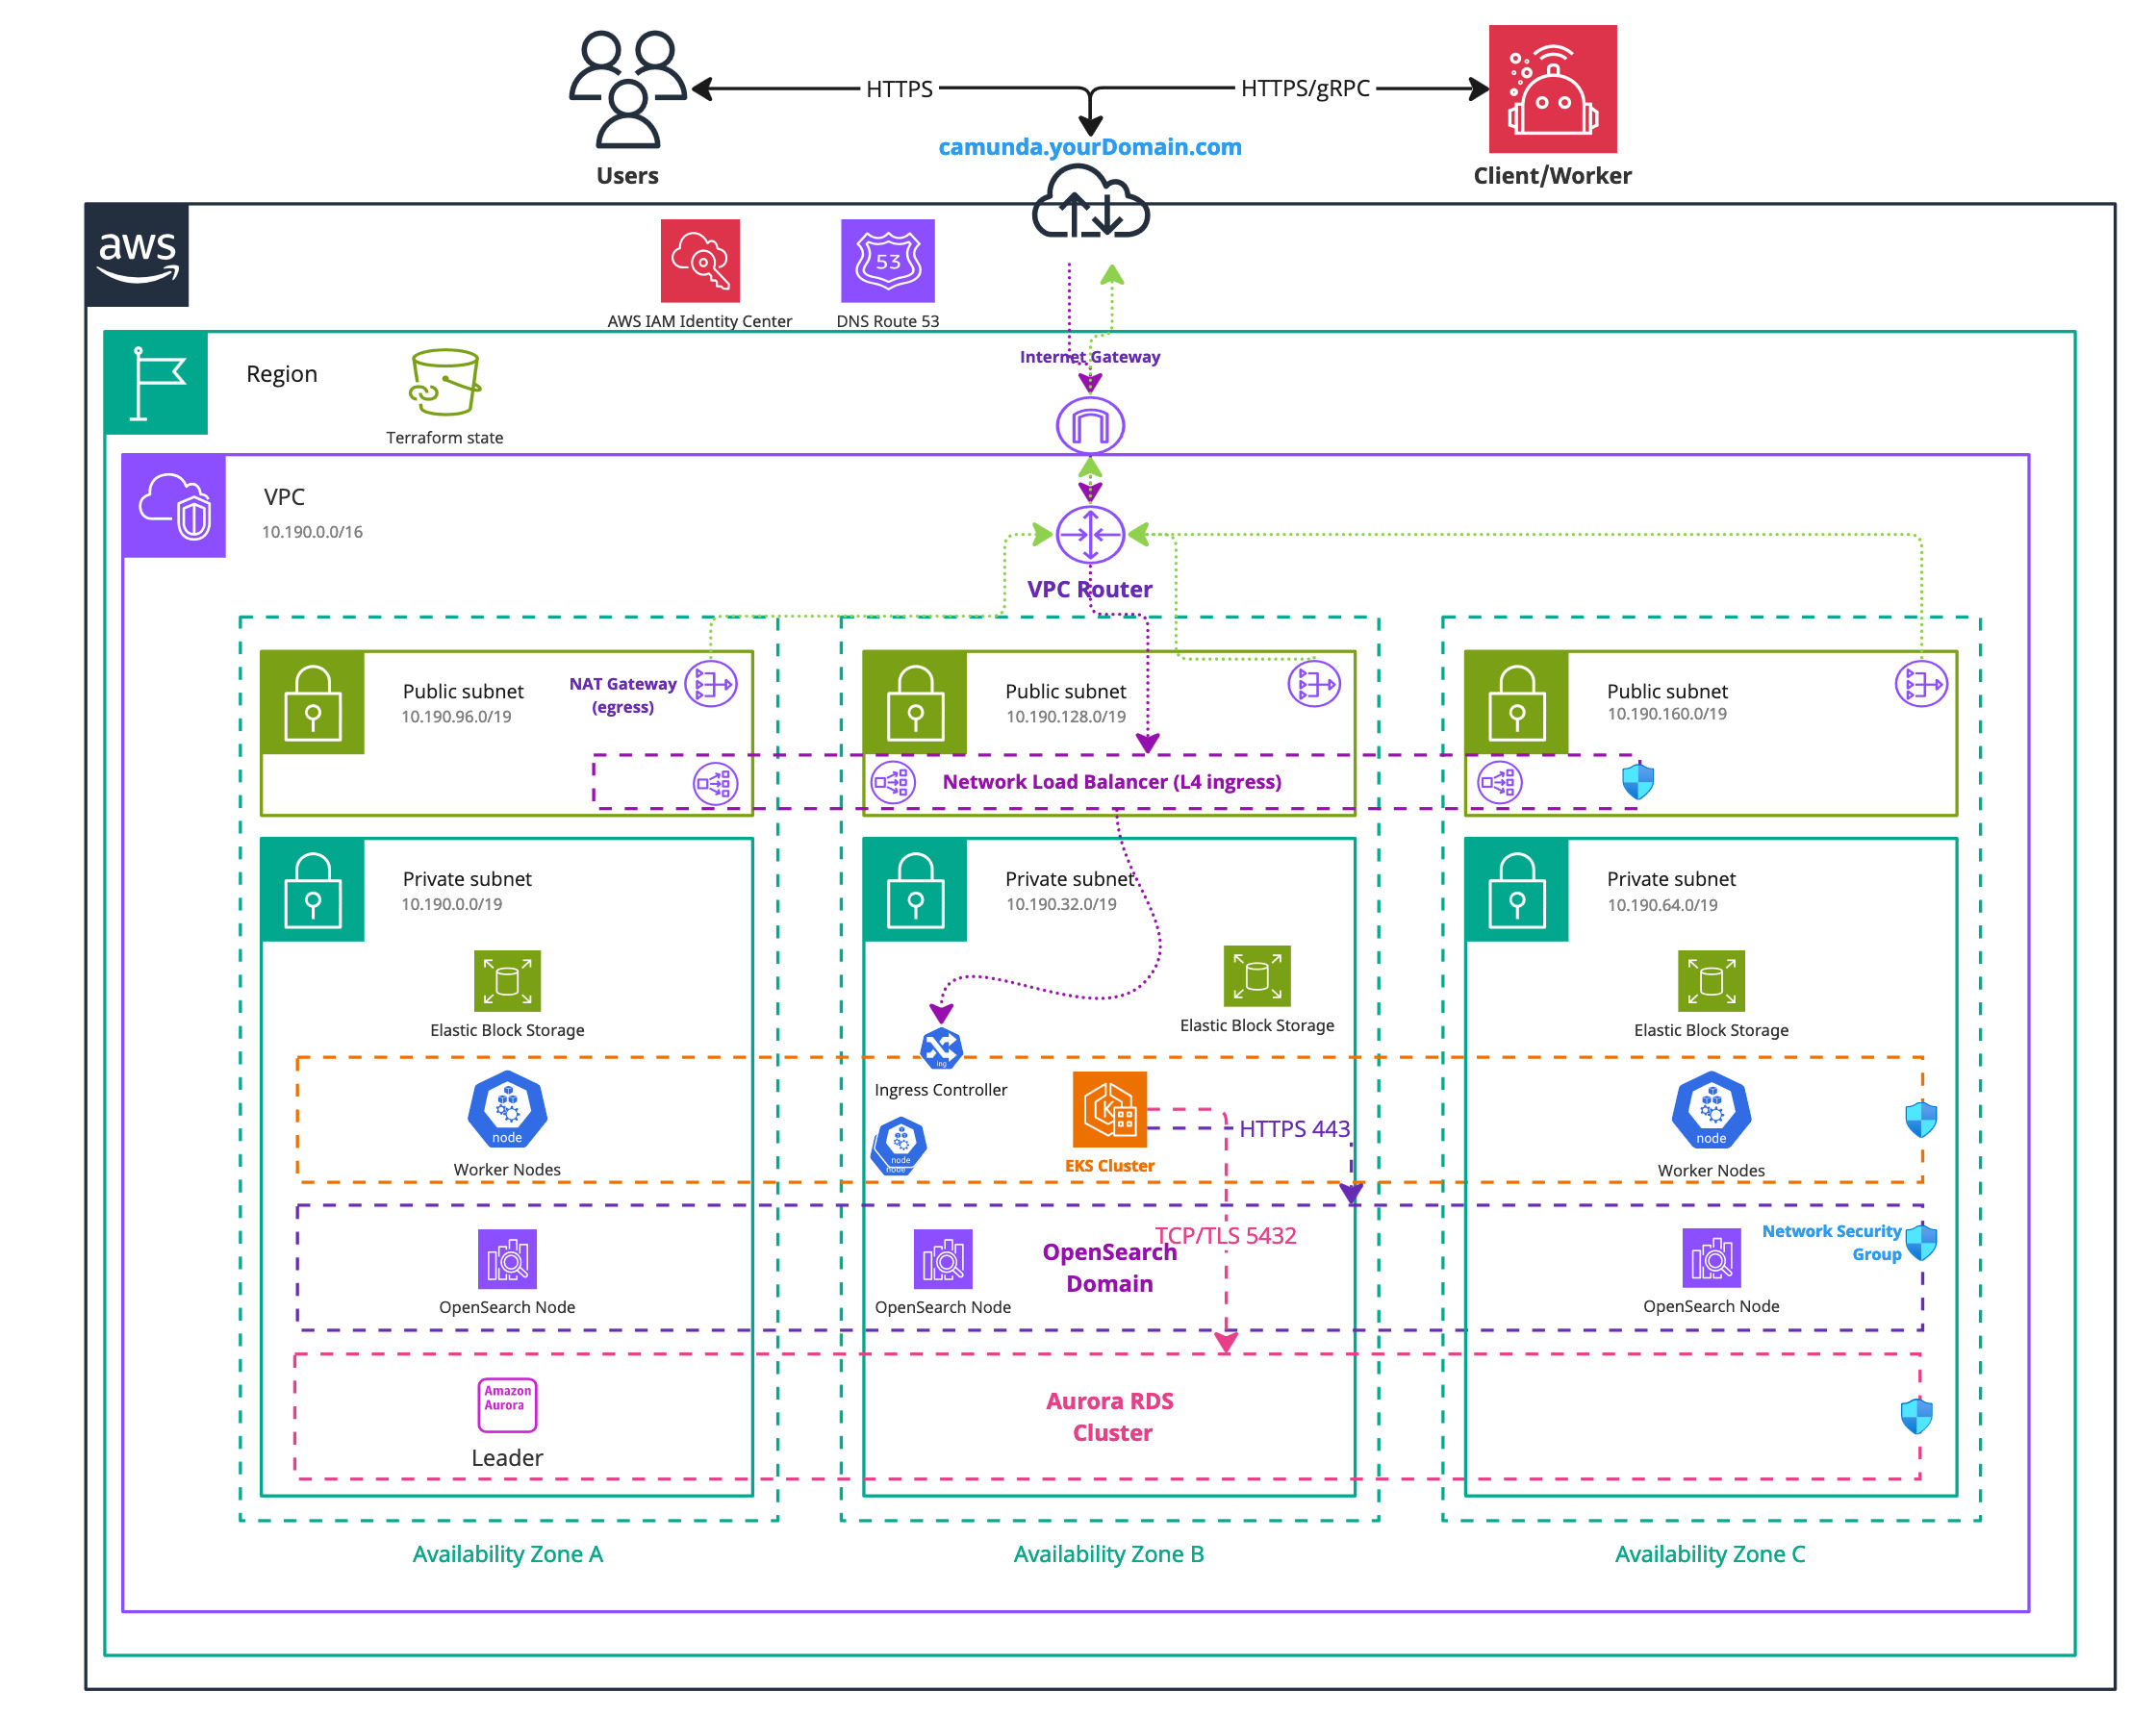 HTTPS
HTTPS/gRPC
camunda.yourDomain.com
Users
Client/Worker
aws
53
AWS IAM Identity Center
DNS Route 53
Region
Terraform state
Internet Gateway
VPC
10.190.0.0/16
VPC Router
Public subnet
10.190.96.0/19
NAT Gateway
(egress)
Public subnet
10.190.128.0/19
Public subnet
10.190.160.0/19
Network Load Balancer (L4 ingress)
Private subnet
10.190.0.0/19
Private subnet
10.190.32.0/19
Private subnet
10.190.64.0/19
Elastic Block Storage
Elastic Block Storage
Elastic Block Storage
ing
Ingress Controller
node
Worker Nodes
node
node
K
EKS Cluster
HTTPS 443
node
Worker Nodes
TCP/TLS 5432
OpenSearch Node
OpenSearch Node
OpenSearch
Domain
Network Security
Group
OpenSearch Node
Amazon
Aurora
Leader
Aurora RDS
Cluster
Availability Zone A
Availability Zone B
Availability Zone C